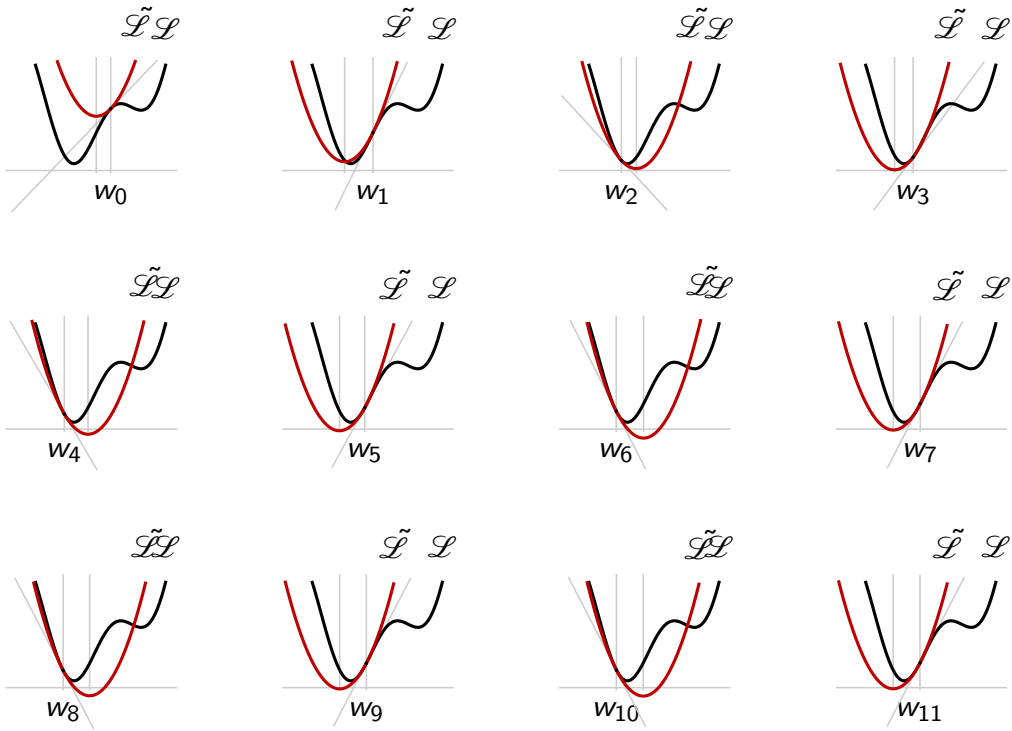 ℒ̃ ℒ ℒ̃ ℒ ℒ̃ ℒ ℒ̃ ℒ
w₀ w₁ w₂ w₃
ℒ̃ ℒ ℒ̃ ℒ ℒ̃ ℒ ℒ̃ ℒ
w₄ w₅ w₆ w₇
ℒ̃ ℒ ℒ̃ ℒ ℒ̃ ℒ ℒ̃ ℒ
w₈ w₉ w₁₀ w₁₁